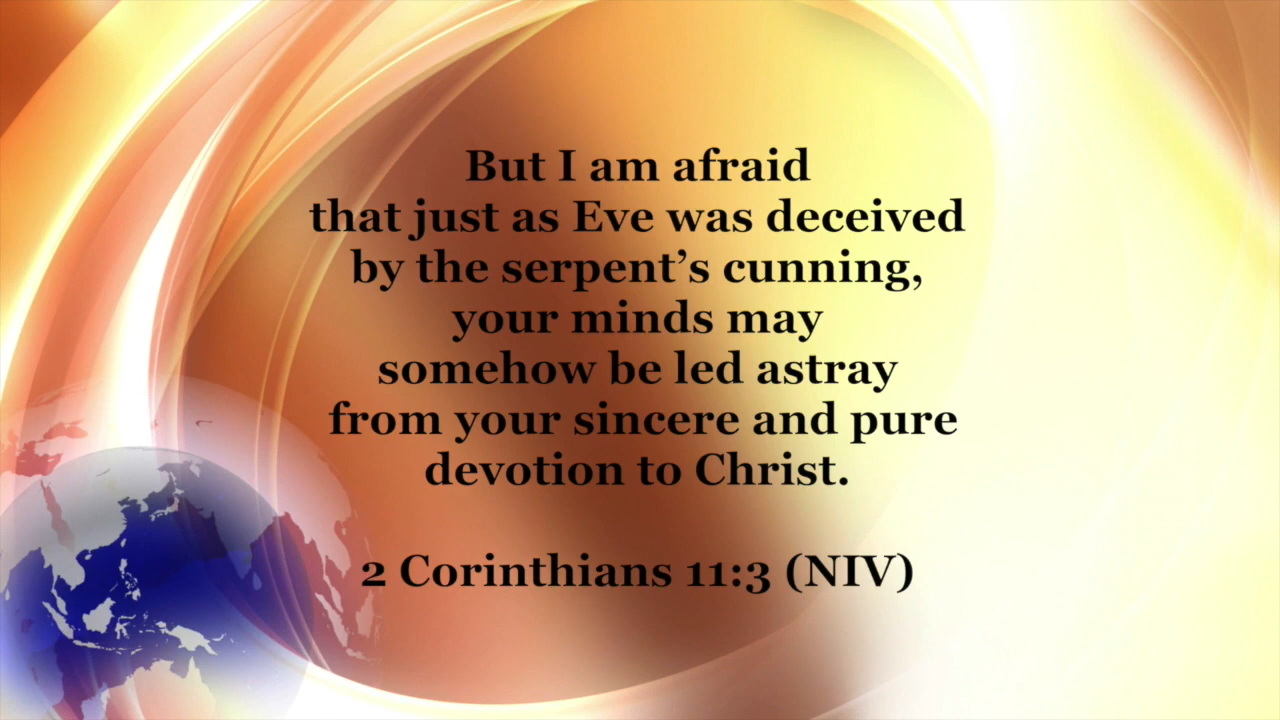 But I am afraid
that just as Eve was deceived
by the serpent’s cunning,
your minds may
somehow be led astray
from your sincere and pure
devotion to Christ.
2 Corinthians 11:3 (NIV)